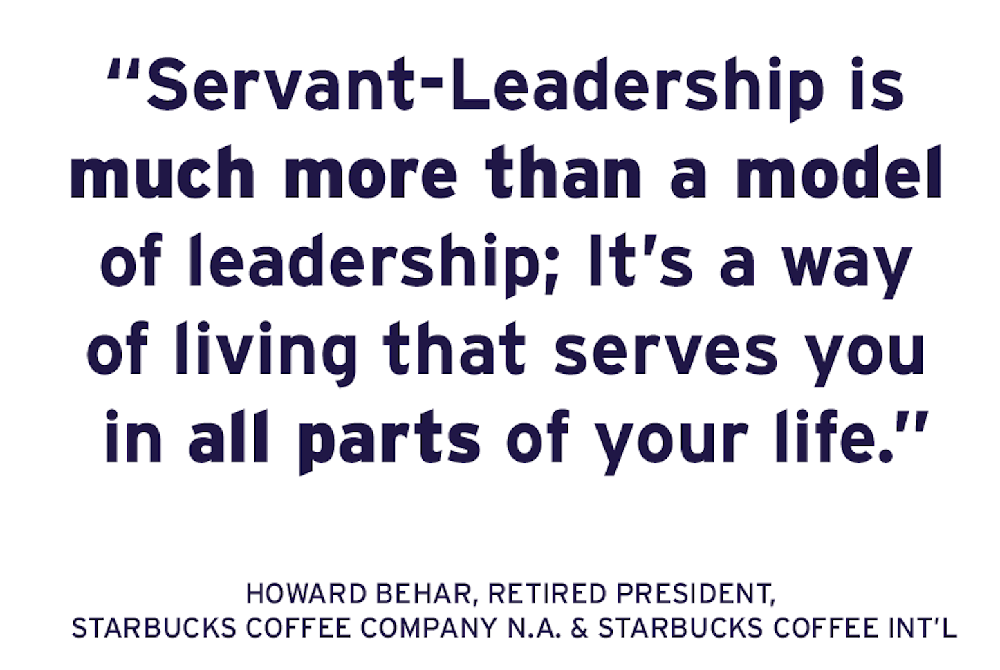 “Servant-Leadership is
much more than a model
of leadership; It’s a way
of living that serves you
in all parts of your life.”
HOWARD BEHAR, RETIRED PRESIDENT,
STARBUCKS COFFEE COMPANY N.A. & STARBUCKS COFFEE INT’L